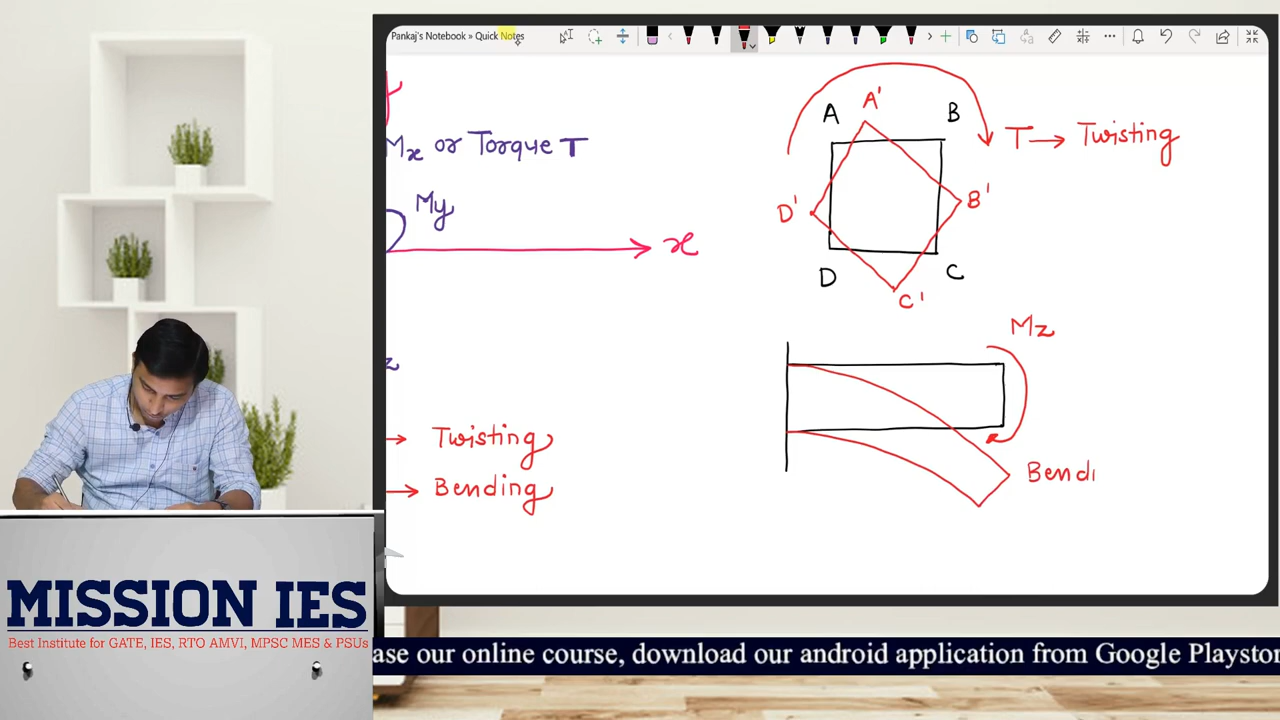 Pankaj's Notebook » Quick Notes
A
A'
B
T → Twisting
Mx or Torque T
My
D'
B'
x
D
C
C'
Mz
z
→ Twisting
→ Bending
Bendi
MISSION IES
Best Institute for GATE, IES, RTO AMVI, MPSC MES & PSUs
ase our online course, download our android application from Google Playstor